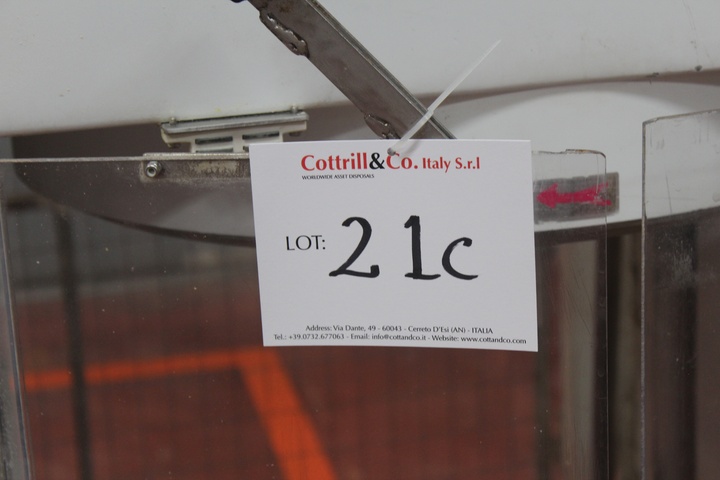 Cottrill&Co. Italy S.r.l
WORLDWIDE ASSET DISPOSALS
LOT: 21c
Address: Via Dante, 49 - 60043 - Cerreto D'Esi (AN) - ITALIA
Tel.: +39.0732.677063 - Email: info@cottandco.it - Website: www.cottandco.com